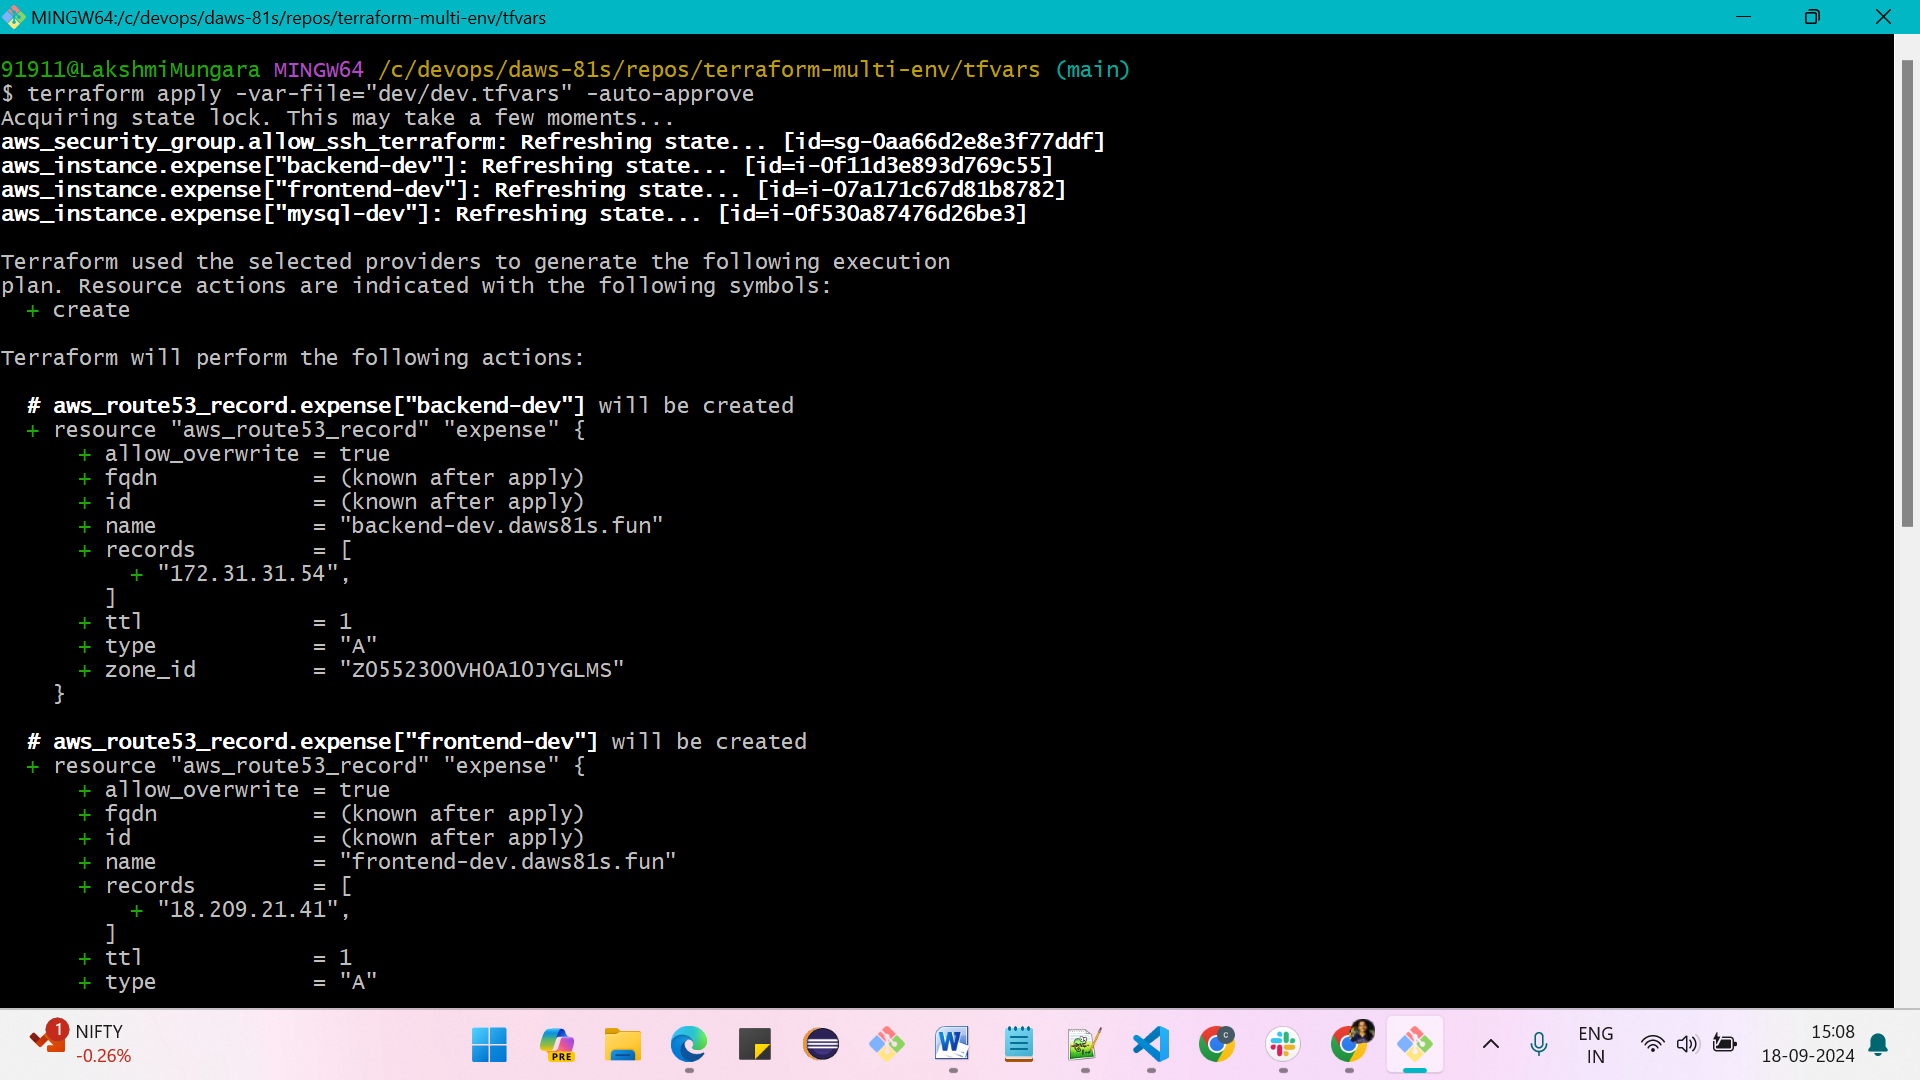 MINGW64:/c/devops/daws-81s/repos/terraform-multi-env/tfvars
91911@LakshmiMungara MINGW64 /c/devops/daws-81s/repos/terraform-multi-env/tfvars (main)
$ terraform apply -var-file="dev/dev.tfvars" -auto-approve
Acquiring state lock. This may take a few moments...
aws_security_group.allow_ssh_terraform: Refreshing state... [id=sg-0aa66d2e8e3f77ddf]
aws_instance.expense["backend-dev"]: Refreshing state... [id=i-0f11d3e893d769c55]
aws_instance.expense["frontend-dev"]: Refreshing state... [id=i-07a171c67d81b8782]
aws_instance.expense["mysql-dev"]: Refreshing state... [id=i-0f530a87476d26be3]
Terraform used the selected providers to generate the following execution
plan. Resource actions are indicated with the following symbols:
  + create
Terraform will perform the following actions:
  # aws_route53_record.expense["backend-dev"] will be created
  + resource "aws_route53_record" "expense" {
      + allow_overwrite = true
      + fqdn            = (known after apply)
      + id              = (known after apply)
      + name            = "backend-dev.daws81s.fun"
      + records         = [
          + "172.31.31.54",
        ]
      + ttl             = 1
      + type            = "A"
      + zone_id         = "Z0552300VH0A10JYGLMS"
    }
  # aws_route53_record.expense["frontend-dev"] will be created
  + resource "aws_route53_record" "expense" {
      + allow_overwrite = true
      + fqdn            = (known after apply)
      + id              = (known after apply)
      + name            = "frontend-dev.daws81s.fun"
      + records         = [
          + "18.209.21.41",
        ]
      + ttl             = 1
      + type            = "A"
1
NIFTY
-0.26%
PRE
W
C
ENG
IN
15:08
18-09-2024